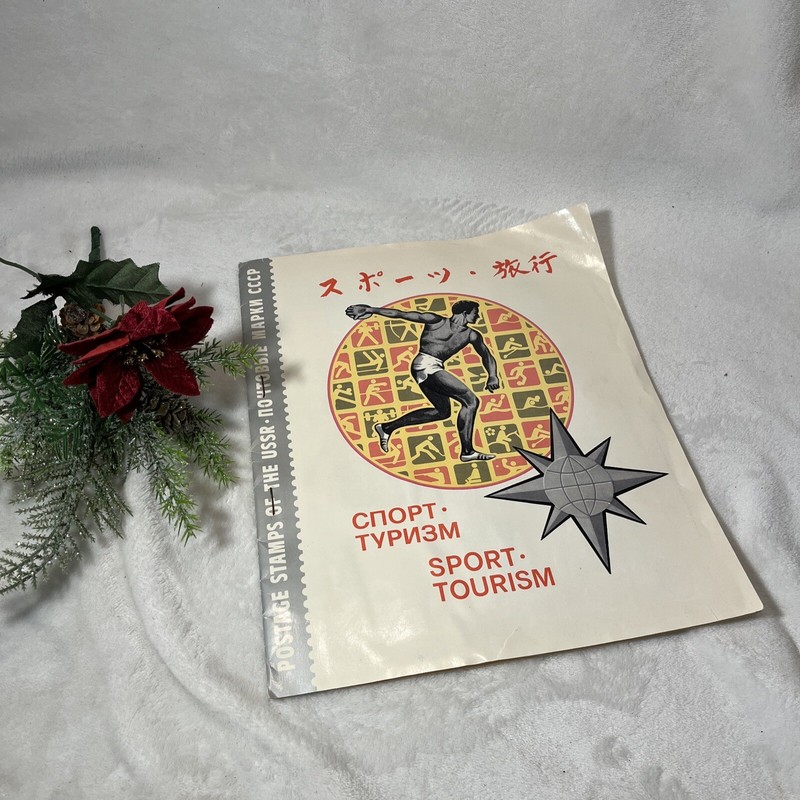 スポーツ・旅行
СПОРТ·
ТУРИЗМ
SPORT·
TOURISM
POSTAGE STAMPS OF THE USSR · ПОЧТОВЫЕ МАРКИ СССР